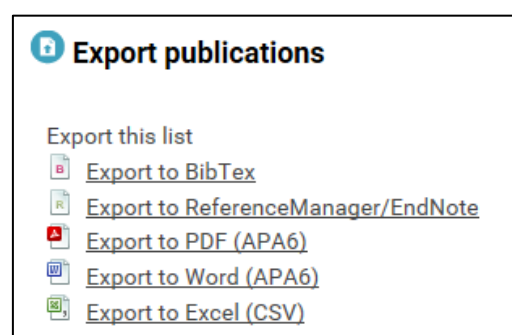 Export publications
Export this list
B Export to BibTex
R Export to ReferenceManager/EndNote
Export to PDF (APA6)
W Export to Word (APA6)
Export to Excel (CSV)